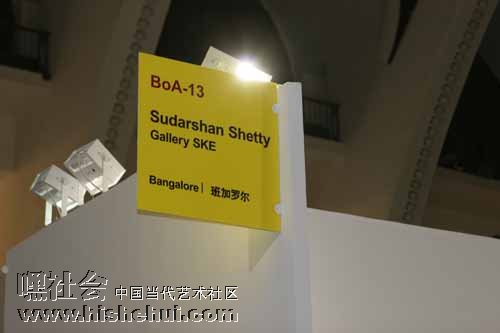 BoA-13
Sudarshan Shetty
Gallery SKE
Bangalore | 班加罗尔
嘿社会 中国当代艺术社区
www.hishehui.com